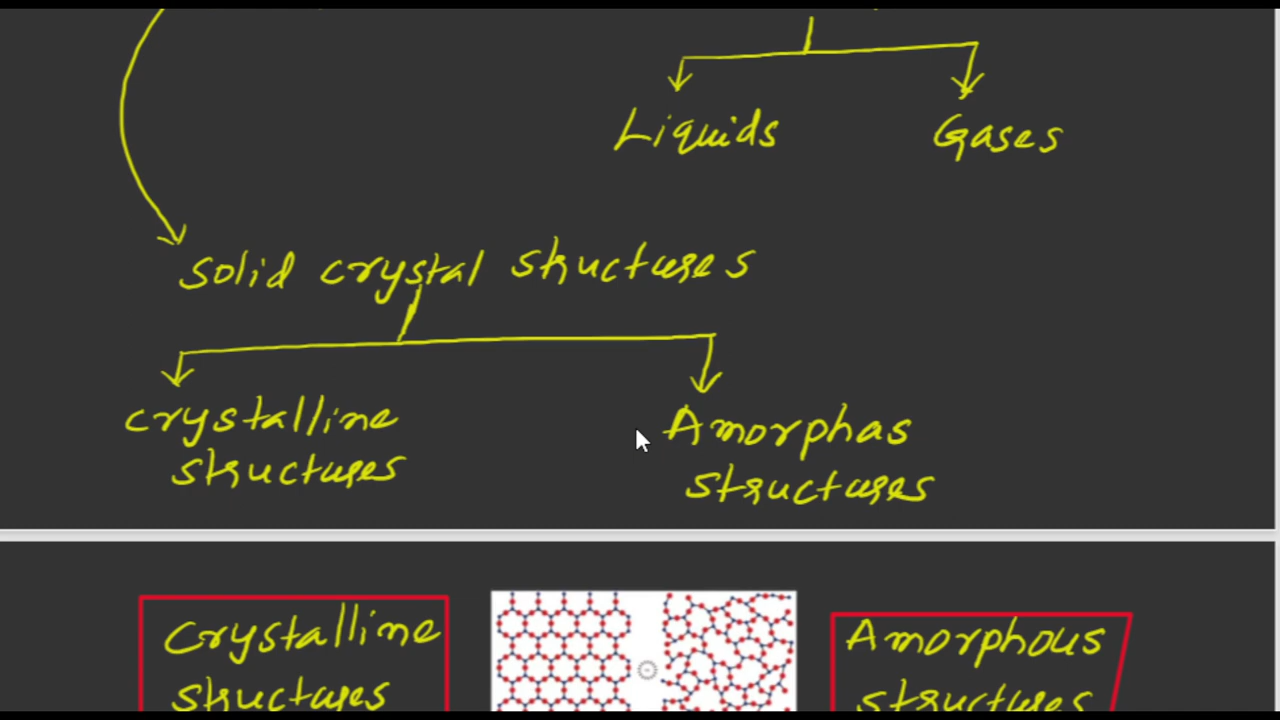 Liquids Gases
solid crystal structures
crystalline Amorphas
structures structures
Crystalline Amorphous
structures structures